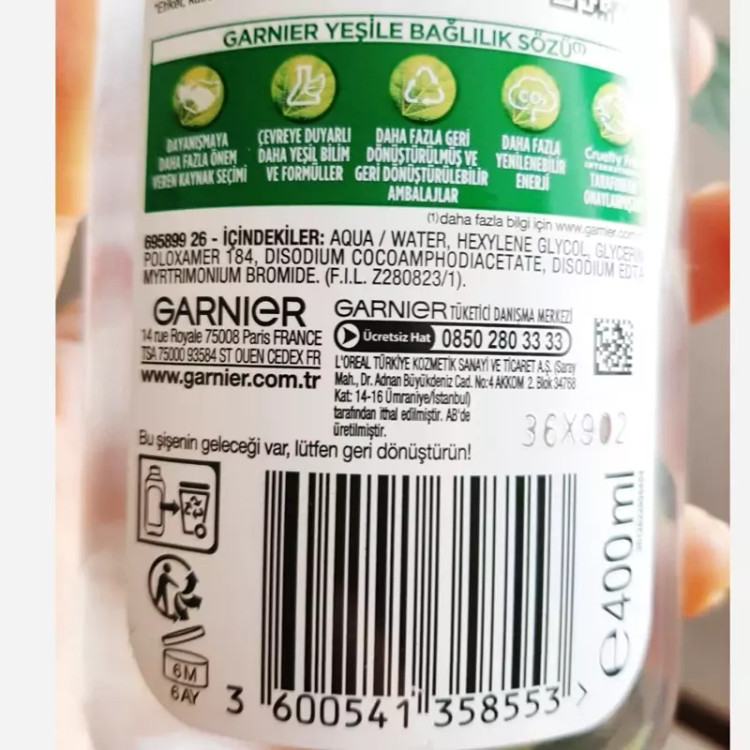 GARNIER YEŞİLE BAĞLILIK SÖZÜ(1)
DAYANIŞMAYA
DAHA FAZLA ÖNEM
VEREN KAYNAK SEÇİMİ
ÇEVREYE DUYARLI
DAHA YEŞİL BİLİM
VE FORMÜLLER
DAHA FAZLA GERİ
DÖNÜŞTÜRÜLMÜŞ VE
GERİ DÖNÜŞTÜRÜLEBİLİR
AMBALAJLAR
CO2
DAHA FAZLA
YENİLENEBİLİR
ENERJİ
Cruelty
(1)daha fazla bilgi için www.garnier.com
695899 26 - İÇİNDEKİLER: AQUA / WATER, HEXYLENE GLYCOL, GLYCERIN,
POLOXAMER 184, DISODIUM COCOAMPHODIACETATE, DISODIUM EDTA
MYRTRIMONIUM BROMIDE. (F.I.L. Z280823/1).
GARNIER
14 rue Royale 75008 Paris FRANCE
TSA 75000 93584 ST OUEN CEDEX FR
www.garnier.com.tr
GARNIER TÜKETİCİ DANIŞMA MERKEZİ
Ücretsiz Hat 0850 280 33 33
L'OREAL TÜRKİYE KOZMETİK SANAYİ VE TİCARET A.Ş. (Saray
Mah., Dr. Adnan Büyükdeniz Cad. No:4 AKKOM 2. Blok 34768
Kat: 14-16 Ümraniye/İstanbul)
tarafından ithal edilmiştir. AB'de
üretilmiştir.
36X902
Bu şişenin geleceği var, lütfen geri dönüştürün!
6M
6 AY
3 600541 358553 >
e 400 ml